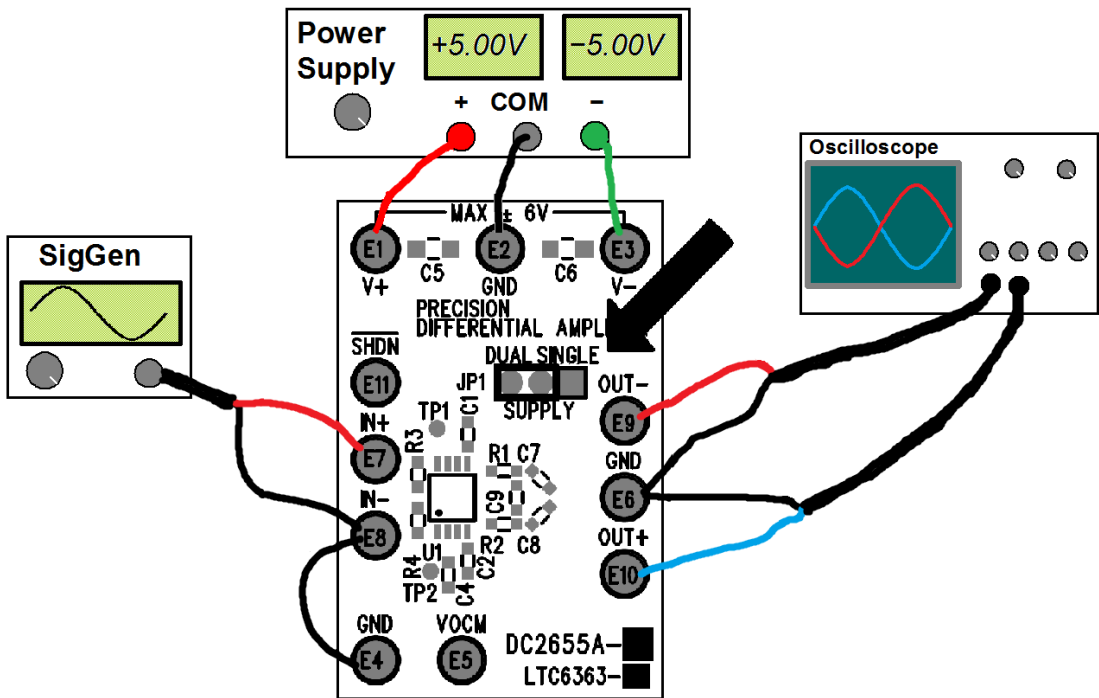 Power
Supply
+5.00V
−5.00V
+
COM
−
Oscilloscope
SigGen
MAX ± 6V
E1
C5
E2
C6
E3
V+
GND
V-
PRECISION
DIFFERENTIAL
SHDN
DUAL SINGLE
E11
JP1
OUT-
SUPPLY
TP1
C1
E9
IN+
R3
E7
R1
C7
GND
IN-
C9
E6
E8
R2
C8
OUT+
R4
U1
C2
E10
TP2
C4
GND
VOCM
E4
E5
DC2655A-
LTC6363-